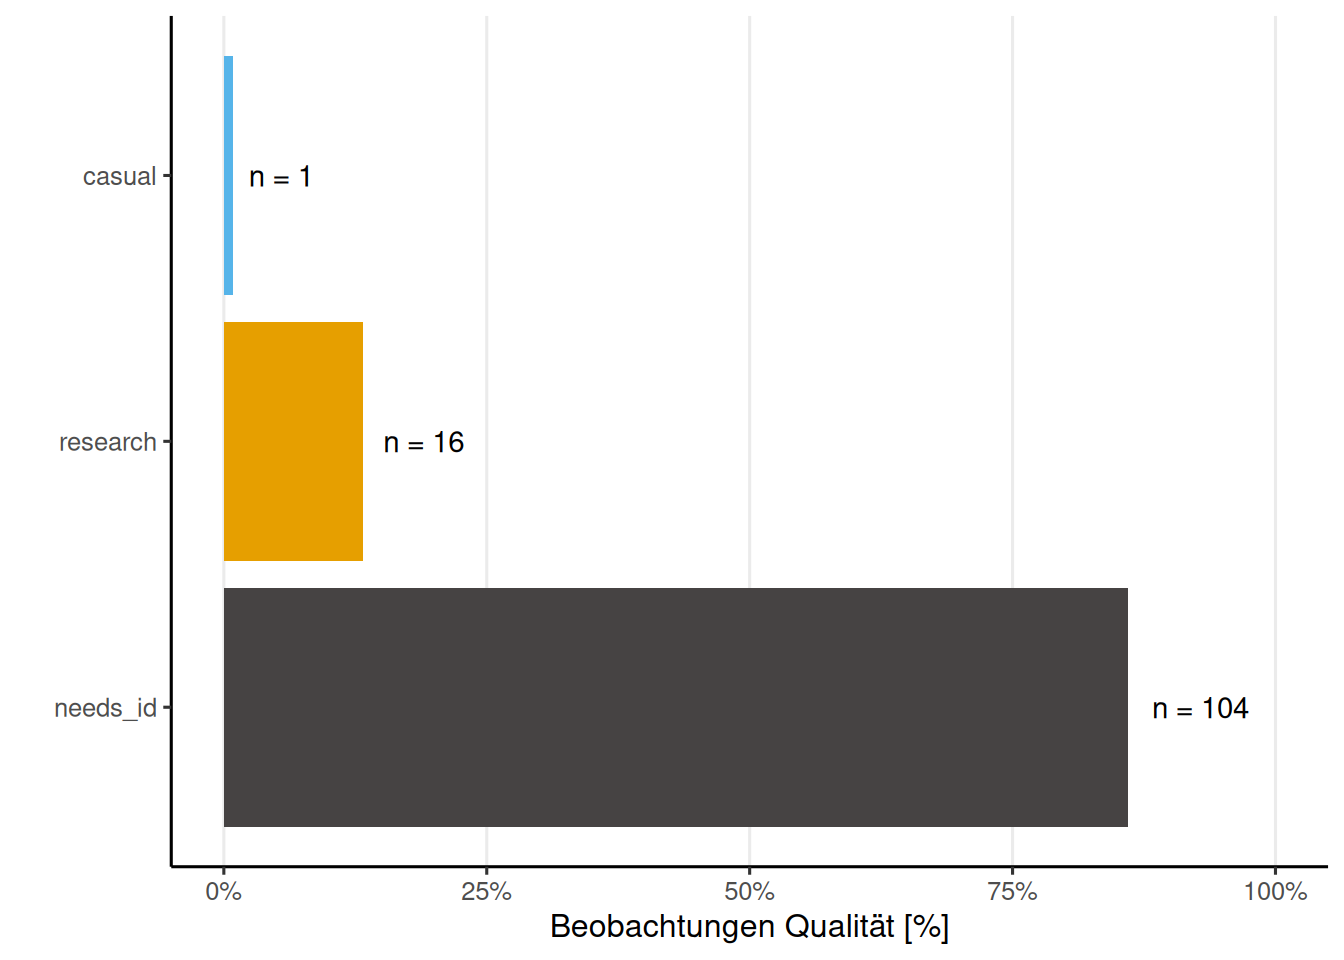 casual
n = 1
research
n = 16
needs_id
n = 104
0%
25%
50%
75%
100%
Beobachtungen Qualität [%]